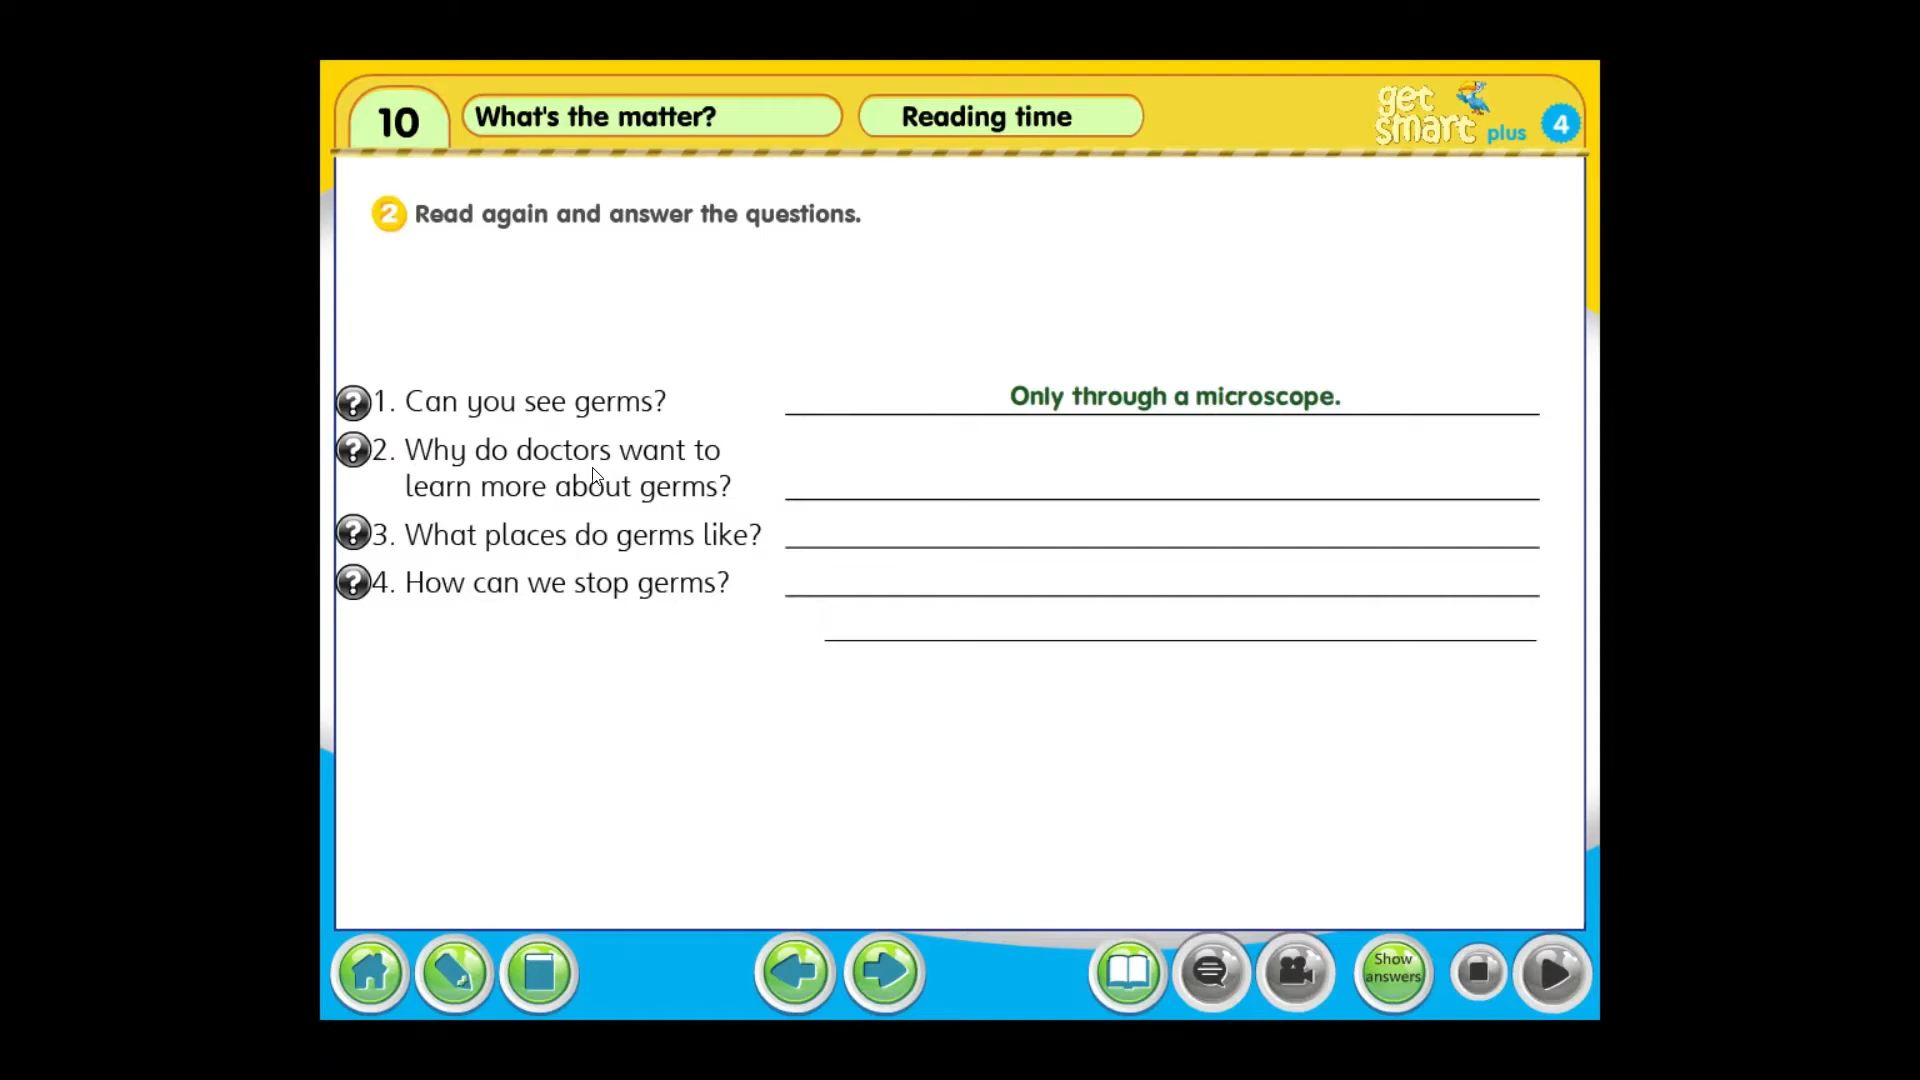 10
What's the matter?
Reading time
get
smart plus
4
2 Read again and answer the questions.
? 1. Can you see germs?
Only through a microscope.
? 2. Why do doctors want to
learn more about germs?
? 3. What places do germs like?
? 4. How can we stop germs?
Show
answers